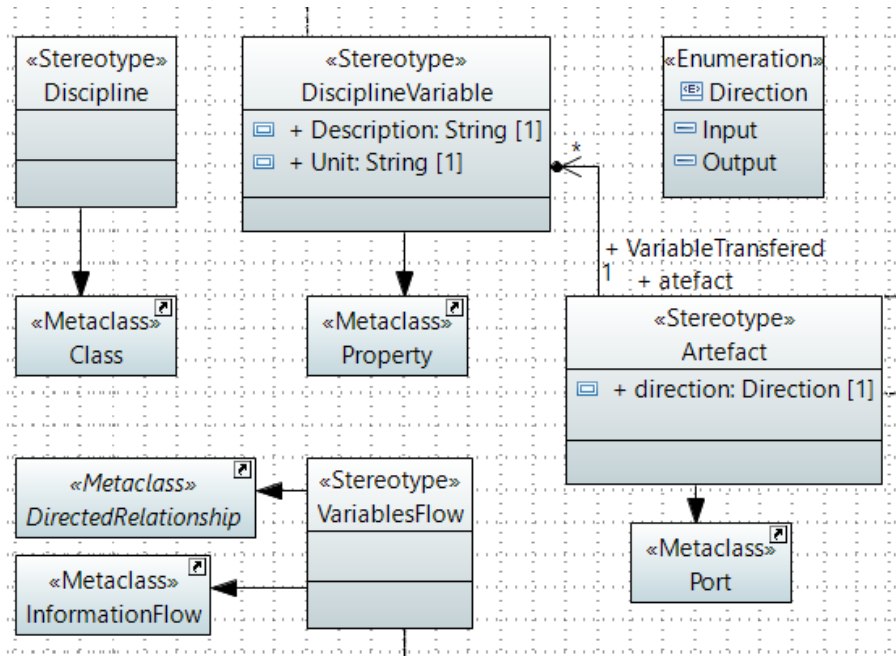 «Stereotype»
Discipline
«Stereotype»
DisciplineVariable
+ Description: String [1]
+ Unit: String [1]
«Enumeration»
<E> Direction
Input
Output
*
+ VariableTransfered
1
+ atefact
«Metaclass»
Class
«Metaclass»
Property
«Stereotype»
Artefact
+ direction: Direction [1]
«Metaclass»
DirectedRelationship
«Stereotype»
VariablesFlow
«Metaclass»
InformationFlow
«Metaclass»
Port